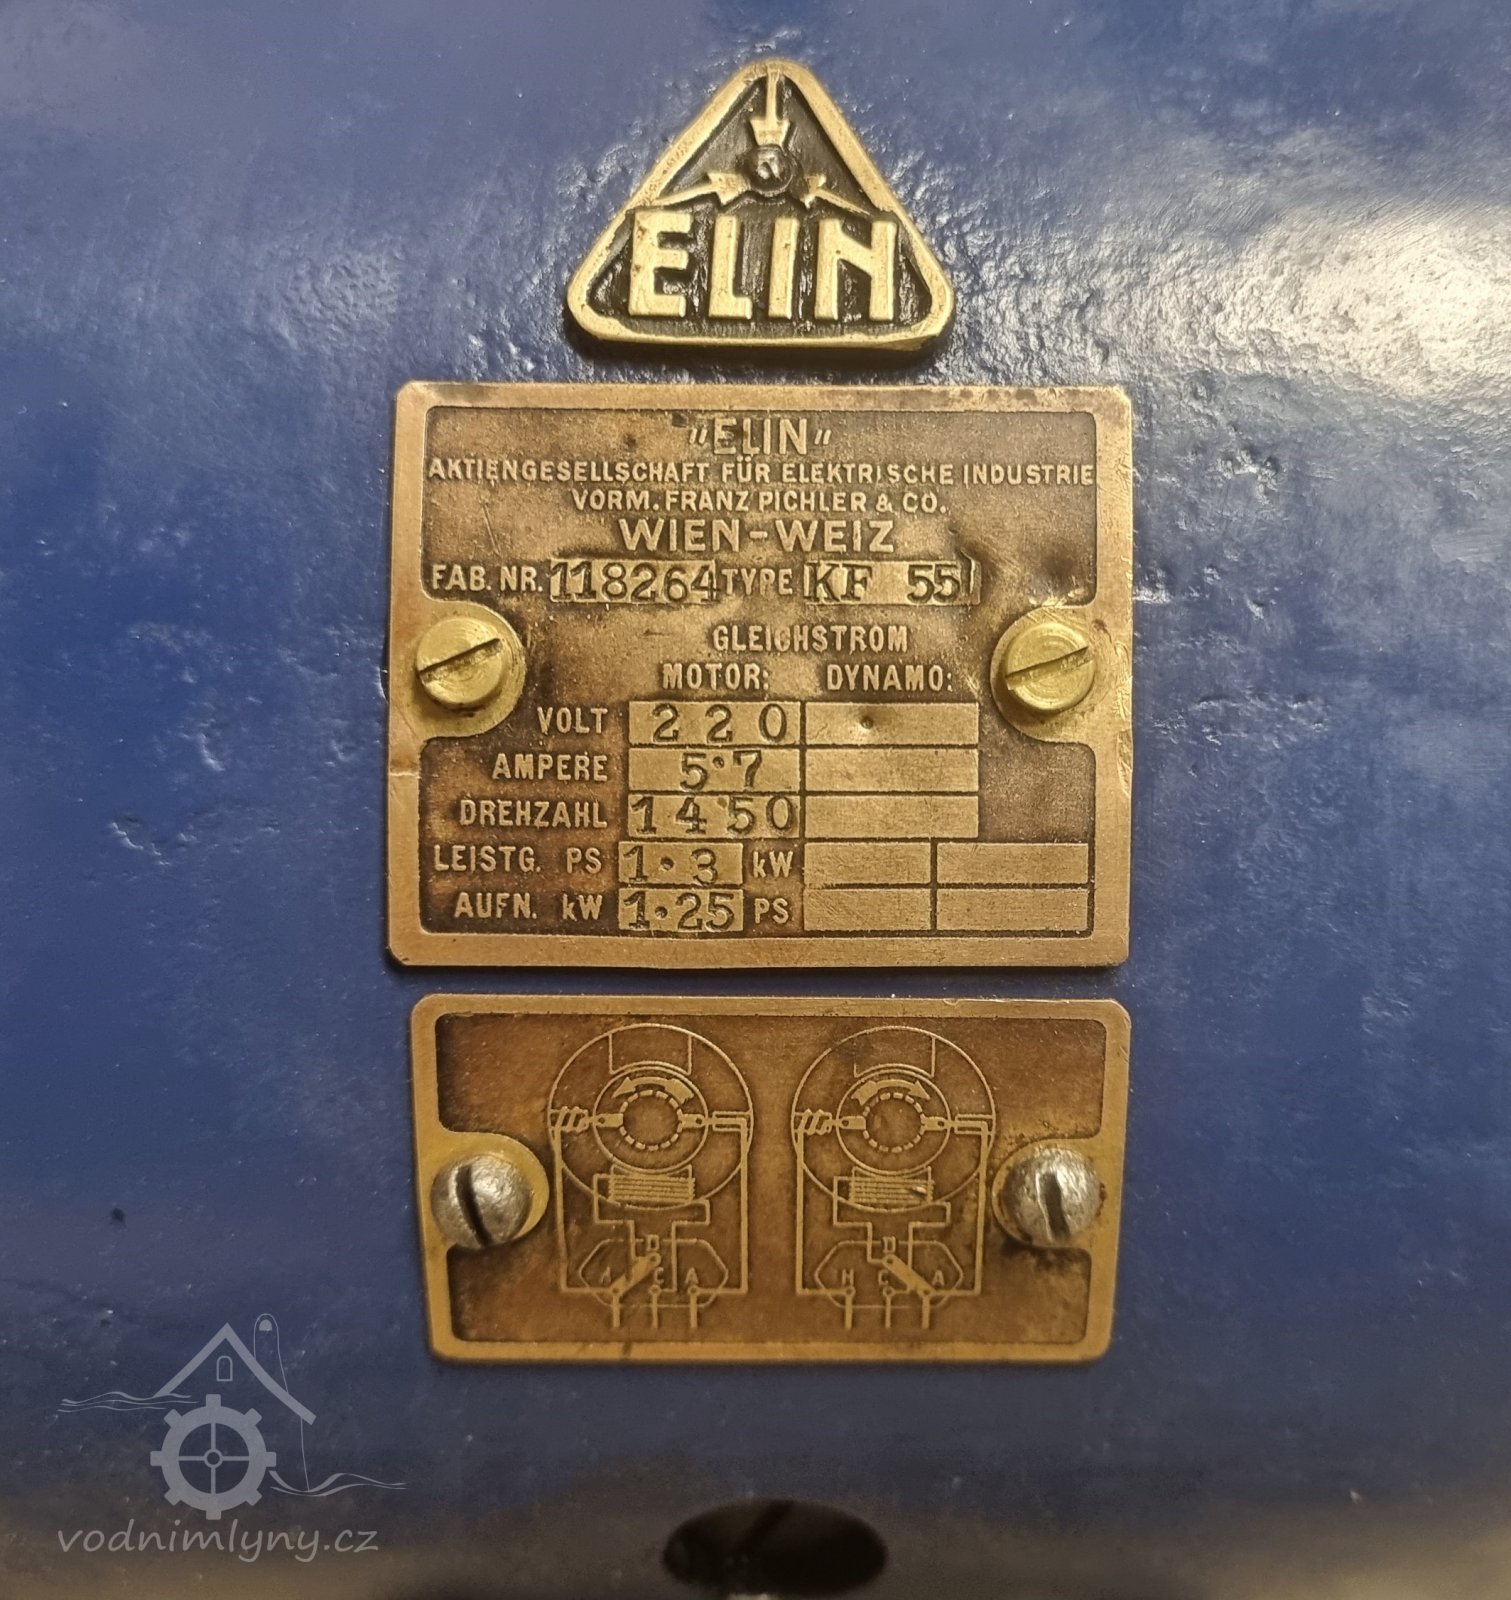 ELIN
„ELIN“
AKTIENGESELLSCHAFT FÜR ELEKTRISCHE INDUSTRIE
VORM. FRANZ PICHLER & CO.
WIEN-WEIZ
FAB. NR. 118264 TYPE KF 55
GLEICHSTROM
MOTOR: DYNAMO:
VOLT 220
AMPERE 5·7
DREHZAHL 1450
LEISTG. PS 1·3 kW
AUFN. kW 1·25 PS
D D
C A H C A
vodnimlyny.cz